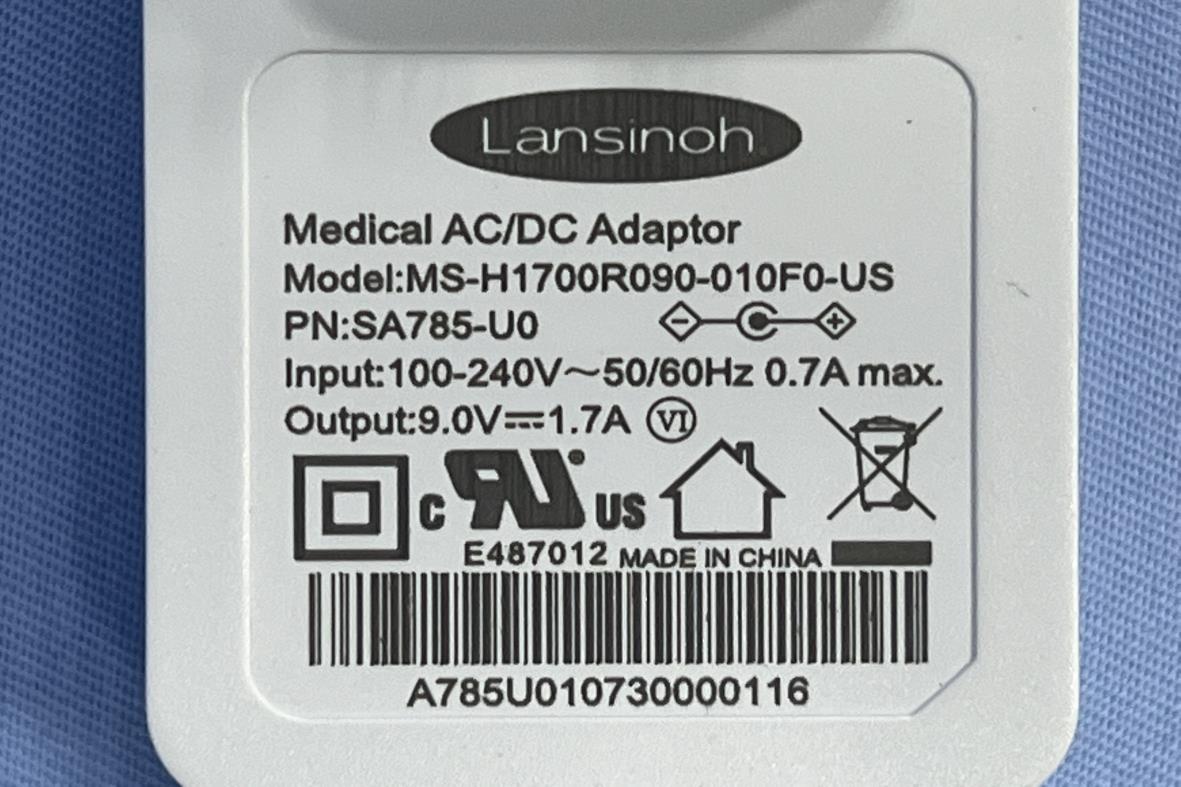 Lansinoh
Medical AC/DC Adaptor
Model:MS-H1700R090-010F0-US
PN:SA785-U0
Input:100-240V~50/60Hz 0.7A max.
Output:9.0V⎓1.7A VI
C RU US
E487012 MADE IN CHINA
A785U010730000116